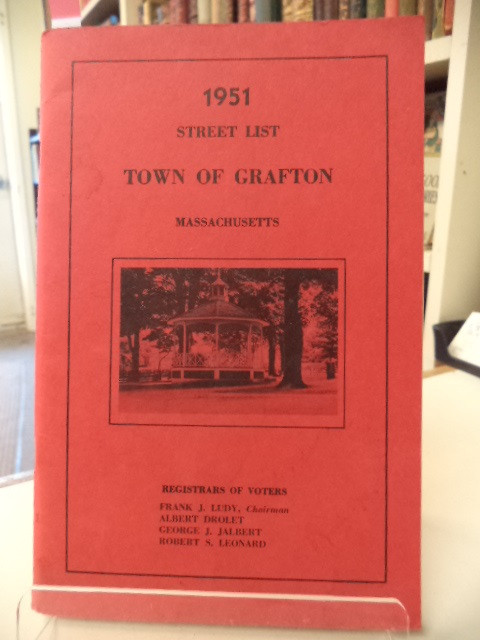 1951
STREET LIST
TOWN OF GRAFTON
MASSACHUSETTS
REGISTRARS OF VOTERS
FRANK J. LUDY, Chairman
ALBERT DROLET
GEORGE J. JALBERT
ROBERT S. LEONARD